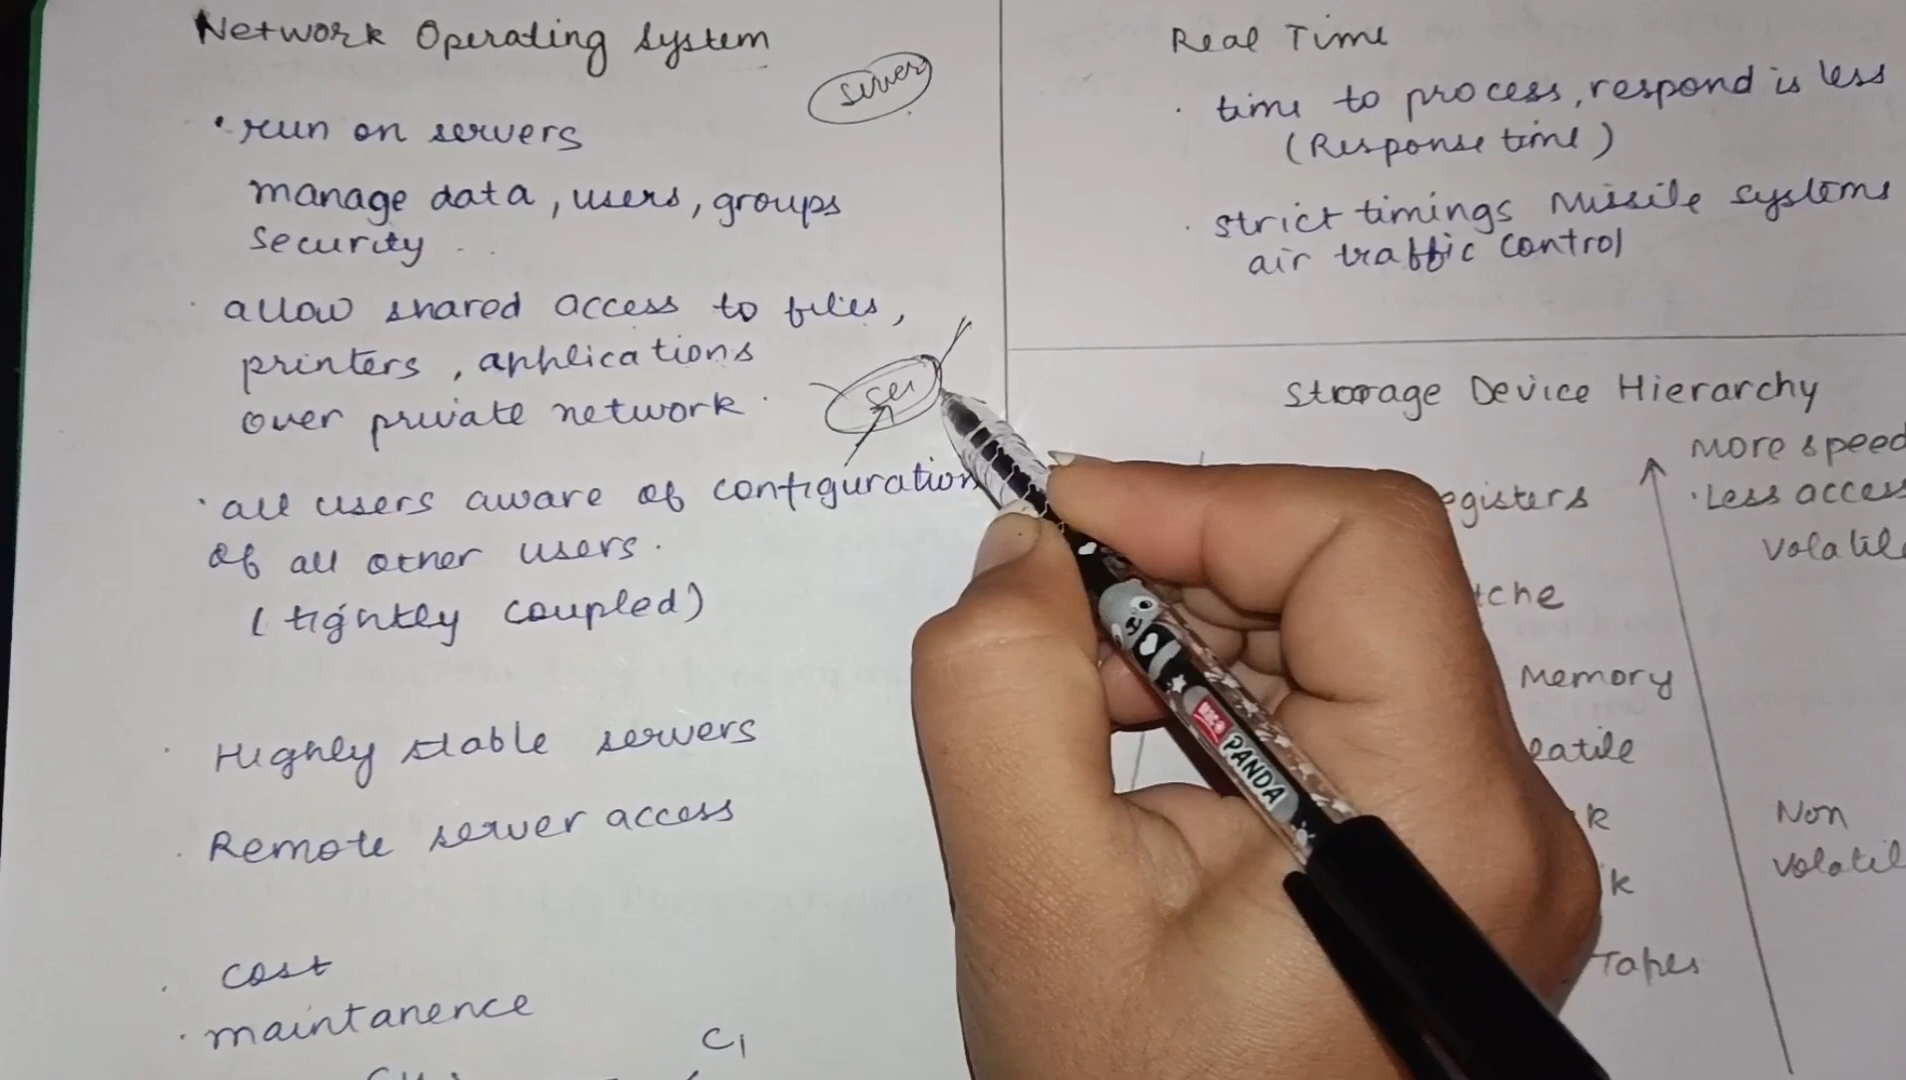 Network Operating System
server
• run on servers
manage data, users, groups
security
· allow shared access to files,
printers, applications
over private network.
ser
· all users aware of configuration
of all other users.
(tightly coupled)
· Highly stable servers
· Remote server access
· cost
· maintanence
C1
Real Time
· time to process, respond is less
(Response time)
· strict timings Missile systems
air traffic control
Storage Device Hierarchy
More speed
· Less access
volatile
Memory
Non
volatil
Tapes
PANDA